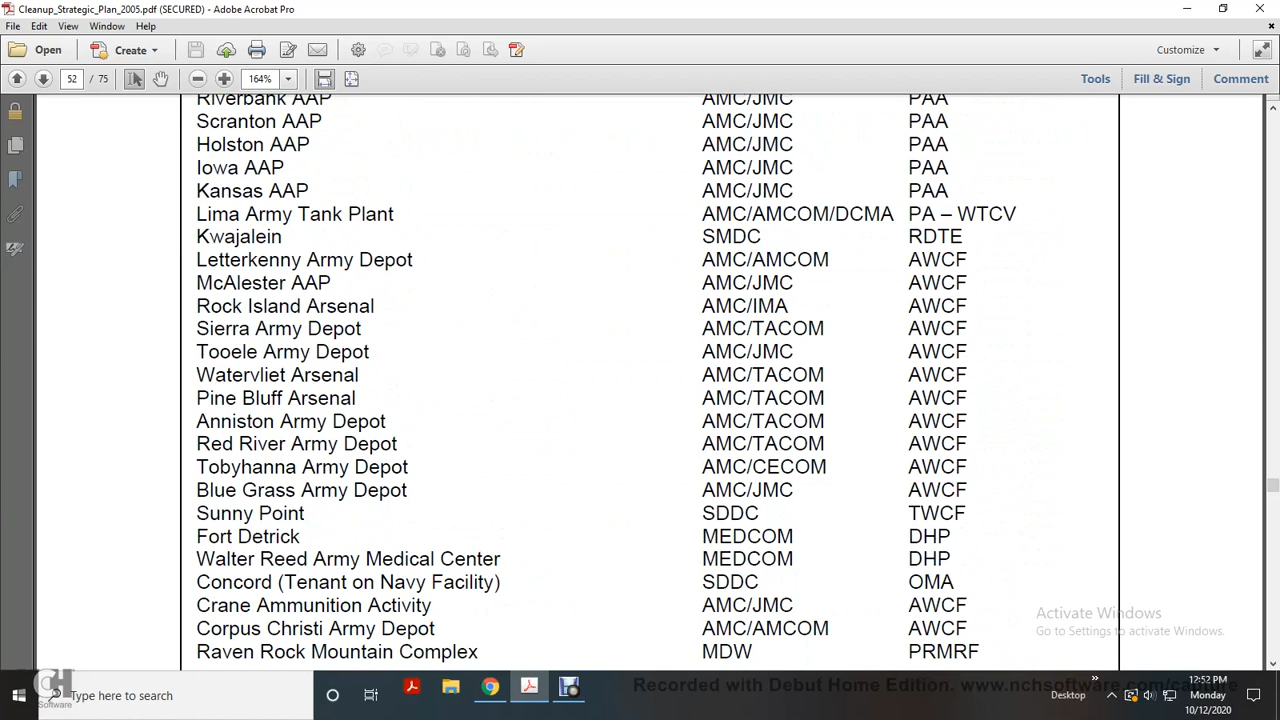 Cleanup_Strategic_Plan_2005.pdf (SECURED) - Adobe Acrobat Pro
File Edit View Window Help
Open Create Customize
52 / 75 164% Tools Fill & Sign Comment
Riverbank AAP AMC/JMC PAA
Scranton AAP AMC/JMC PAA
Holston AAP AMC/JMC PAA
Iowa AAP AMC/JMC PAA
Kansas AAP AMC/JMC PAA
Lima Army Tank Plant AMC/AMCOM/DCMA PA – WTCV
Kwajalein SMDC RDTE
Letterkenny Army Depot AMC/AMCOM AWCF
McAlester AAP AMC/JMC AWCF
Rock Island Arsenal AMC/IMA AWCF
Sierra Army Depot AMC/TACOM AWCF
Tooele Army Depot AMC/JMC AWCF
Watervliet Arsenal AMC/TACOM AWCF
Pine Bluff Arsenal AMC/TACOM AWCF
Anniston Army Depot AMC/TACOM AWCF
Red River Army Depot AMC/TACOM AWCF
Tobyhanna Army Depot AMC/CECOM AWCF
Blue Grass Army Depot AMC/JMC AWCF
Sunny Point SDDC TWCF
Fort Detrick MEDCOM DHP
Walter Reed Army Medical Center MEDCOM DHP
Concord (Tenant on Navy Facility) SDDC OMA
Crane Ammunition Activity AMC/JMC AWCF
Corpus Christi Army Depot AMC/AMCOM AWCF
Raven Rock Mountain Complex MDW PRMRF
Activate Windows
Go to Settings to activate Windows.
Recorded with Debut Home Edition. www.nchsoftware.com/capture
NCH Software
Type here to search
Desktop
12:52 PM
Monday
10/12/2020